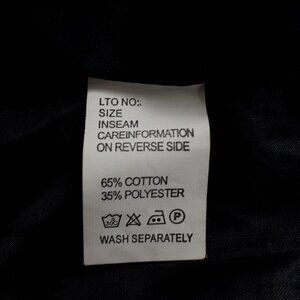 LTO NO:.
SIZE
INSEAM
CAREINFORMATION
ON REVERSE SIDE
65% COTTON
35% POLYESTER
P
WASH SEPARATELY